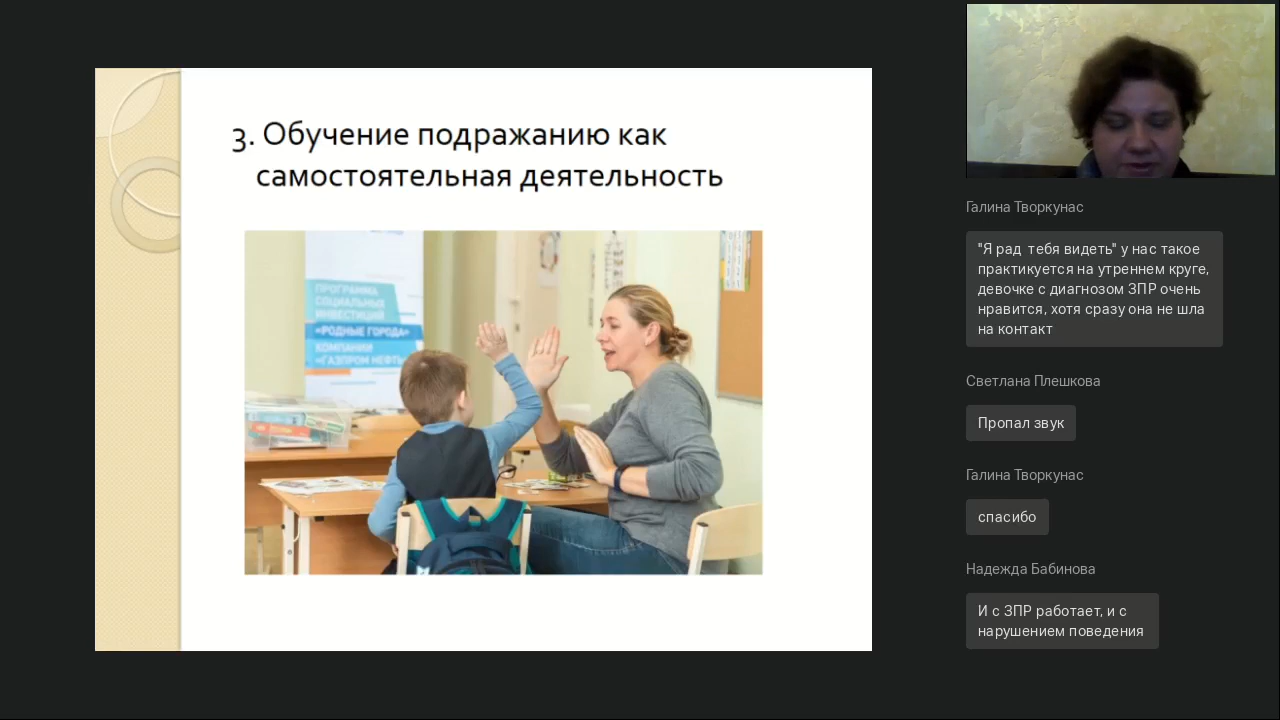 3. Обучение подражанию как
самостоятельная деятельность
ПРОГРАММА
СОЦИАЛЬНЫХ
ИНВЕСТИЦИЙ
«РОДНЫЕ ГОРОДА»
КОМПАНИИ
«ГАЗПРОМ НЕФТЬ»
Галина Творкунас
"Я рад тебя видеть" у нас такое
практикуется на утреннем круге,
девочке с диагнозом ЗПР очень
нравится, хотя сразу она не шла
на контакт
Светлана Плешкова
Пропал звук
Галина Творкунас
спасибо
Надежда Бабинова
И с ЗПР работает, и с
нарушением поведения